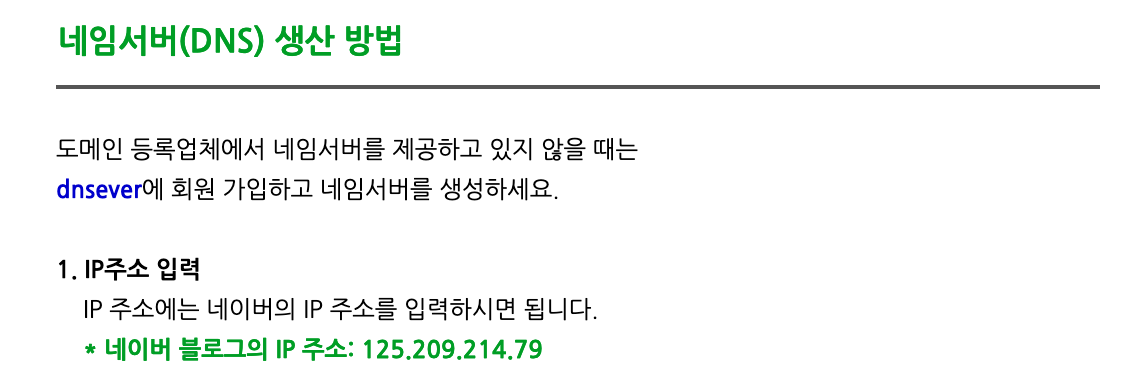 네임서버(DNS) 생산 방법
도메인 등록업체에서 네임서버를 제공하고 있지 않을 때는
dnsever에 회원 가입하고 네임서버를 생성하세요.
1. IP주소 입력
IP 주소에는 네이버의 IP 주소를 입력하시면 됩니다.
* 네이버 블로그의 IP 주소: 125.209.214.79